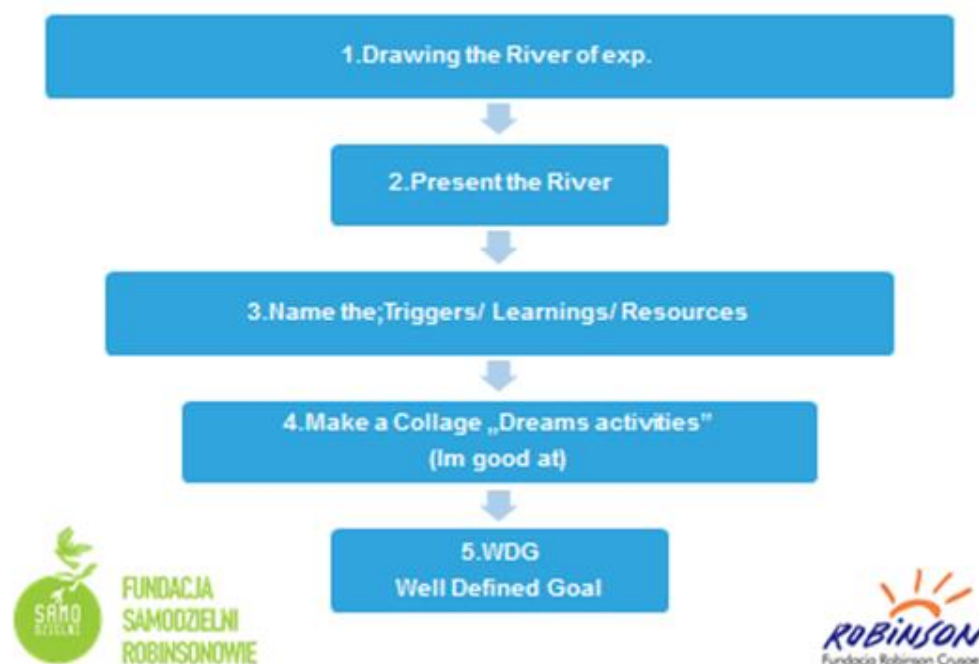 1.Drawing the River of exp.
2.Present the River
3.Name the;Triggers/ Learnings/ Resources
4.Make a Collage „Dreams activities”
(Im good at)
5.WDG
Well Defined Goal
SAMO
DZIELNI
FUNDACJA
SAMODZIELNI
ROBINSONOWIE
ROBINSON
Fundacja Robinson Crusoe